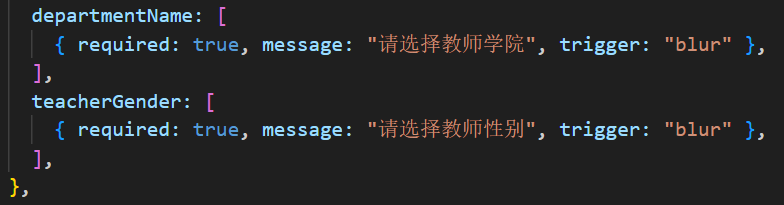 departmentName: [
{ required: true, message: "请选择教师学院", trigger: "blur" },
],
teacherGender: [
{ required: true, message: "请选择教师性别", trigger: "blur" },
],
},